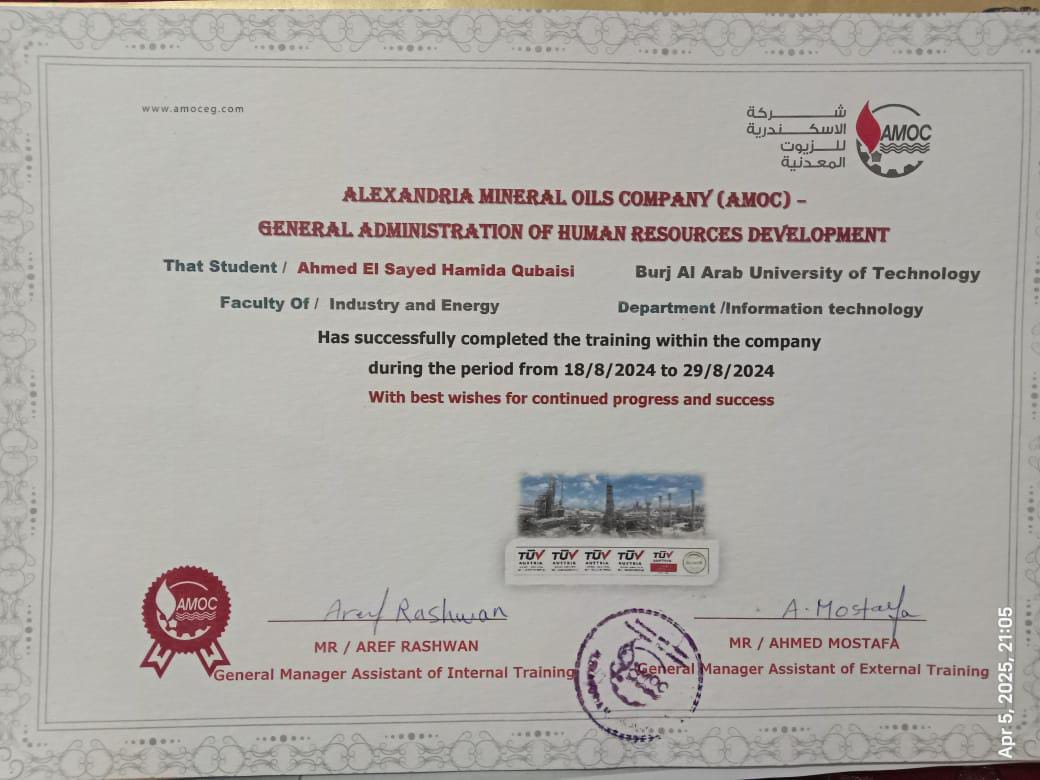 www.amoceg.com
شركة
الاسكندرية
للزيوت
المعدنية
AMOC
ALEXANDRIA MINERAL OILS COMPANY (AMOC) –
GENERAL ADMINISTRATION OF HUMAN RESOURCES DEVELOPMENT
That Student / Ahmed El Sayed Hamida Qubaisi Burj Al Arab University of Technology
Faculty Of / Industry and Energy Department /Information technology
Has successfully completed the training within the company
during the period from 18/8/2024 to 29/8/2024
With best wishes for continued progress and success
TÜV TÜV TÜV TÜV TÜV
AUSTRIA AUSTRIA AUSTRIA AUSTRIA AUSTRIA
AMOC
Aref Rashwan
A. Mostafa
MR / AREF RASHWAN
MR / AHMED MOSTAFA
General Manager Assistant of Internal Training
General Manager Assistant of External Training
AMOC
Apr 5, 2025, 21:05